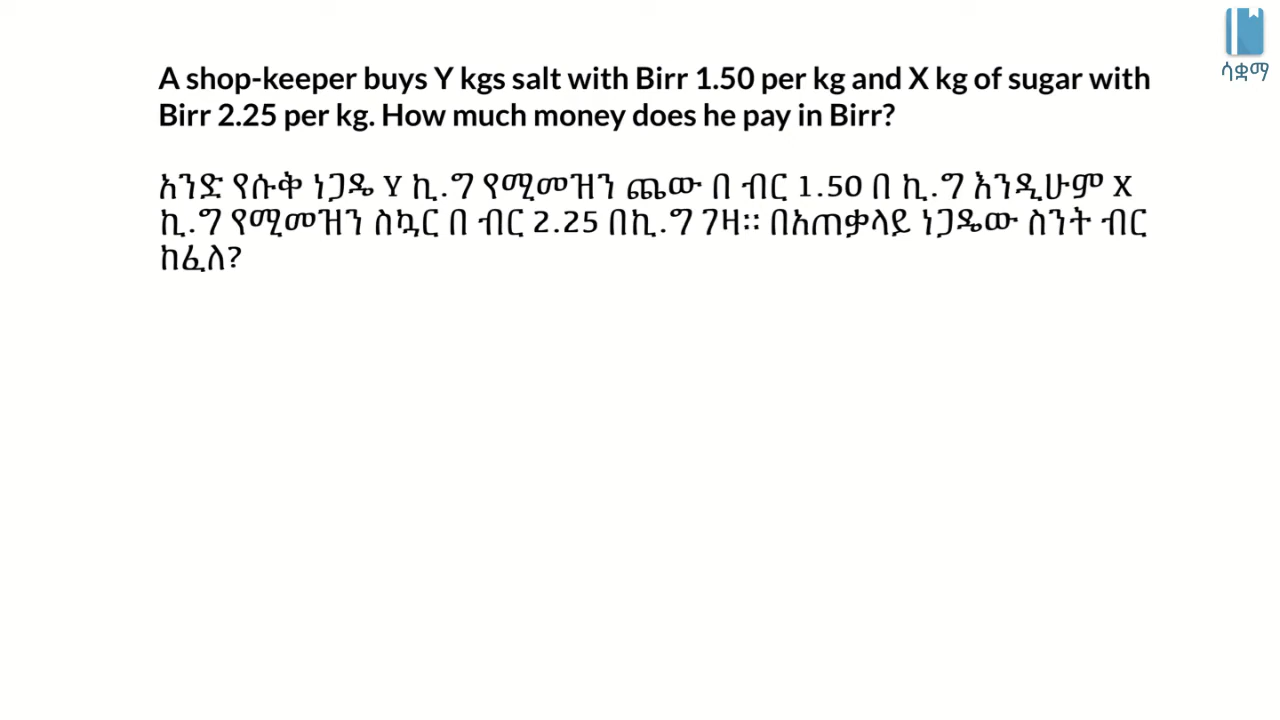 A shop-keeper buys Y kgs salt with Birr 1.50 per kg and X kg of sugar with
Birr 2.25 per kg. How much money does he pay in Birr?
አንድ የሱቅ ነጋዴ Y ኪ.ግ የሚመዝን ጨው በ ብር 1.50 በ ኪ.ግ እንዲሁም X
ኪ.ግ የሚመዝን ስኳር በ ብር 2.25 በኪ.ግ ገዛ። በአጠቃላይ ነጋዴው ስንት ብር
ከፈለ?
ሳቋማ